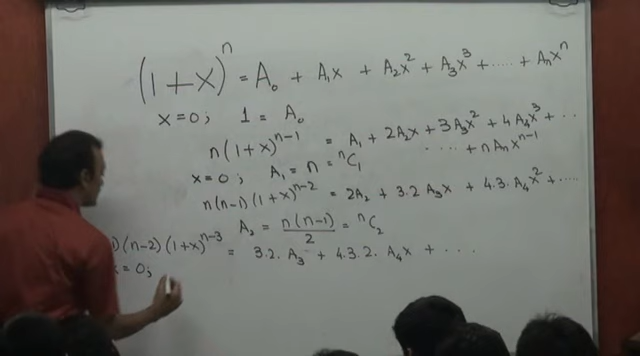 (1+x)^n = A₀ + A₁x + A₂x² + A₃x³ + ..... + Aₙxⁿ
x=0; 1 = A₀
n(1+x)^(n-1) = A₁ + 2A₂x + 3A₃x² + 4A₄x³ + ...
..... + nAₙx^(n-1)
x=0; A₁ = n = ⁿC₁
n(n-1)(1+x)^(n-2) = 2A₂ + 3.2 A₃x + 4.3. A₄x² + .....
A₂ = n(n-1)/2 = ⁿC₂
)(n-2)(1+x)^(n-3) = 3.2. A₃ + 4.3.2. A₄x + ...
x=0;